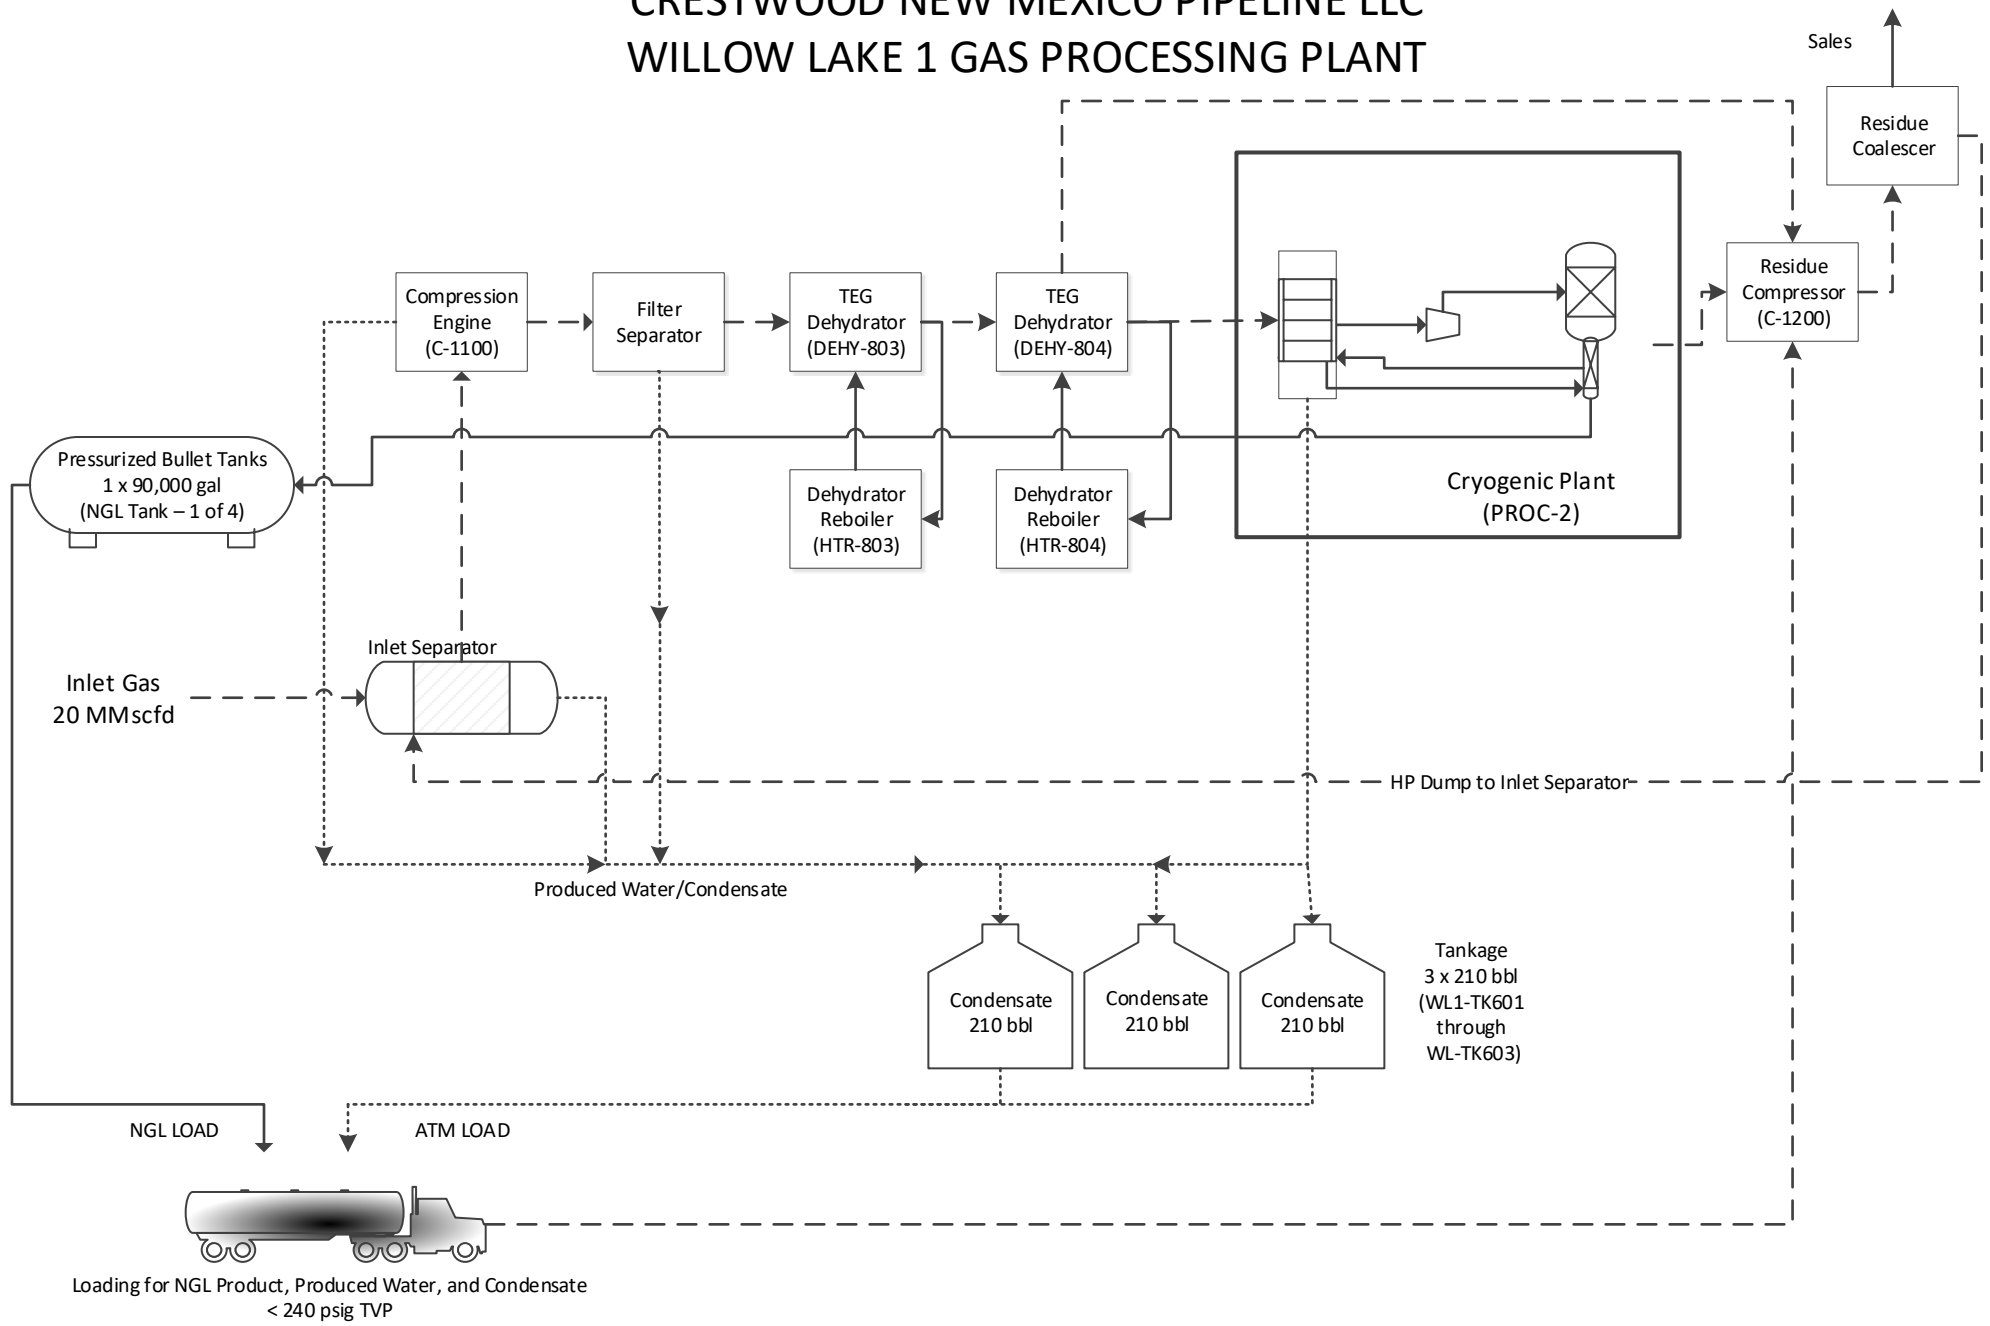 CRESTWOOD NEW MEXICO PIPELINE LLC
WILLOW LAKE 1 GAS PROCESSING PLANT
Sales
Residue
Coalescer
Compression
Engine
(C-1100)
Filter
Separator
TEG
Dehydrator
(DEHY-803)
TEG
Dehydrator
(DEHY-804)
Residue
Compressor
(C-1200)
Pressurized Bullet Tanks
1 x 90,000 gal
(NGL Tank – 1 of 4)
Dehydrator
Reboiler
(HTR-803)
Dehydrator
Reboiler
(HTR-804)
Cryogenic Plant
(PROC-2)
Inlet Separator
Inlet Gas
20 MMscfd
HP Dump to Inlet Separator
Produced Water/Condensate
Condensate
210 bbl
Condensate
210 bbl
Condensate
210 bbl
Tankage
3 x 210 bbl
(WL1-TK601
through
WL-TK603)
NGL LOAD
ATM LOAD
Loading for NGL Product, Produced Water, and Condensate
< 240 psig TVP